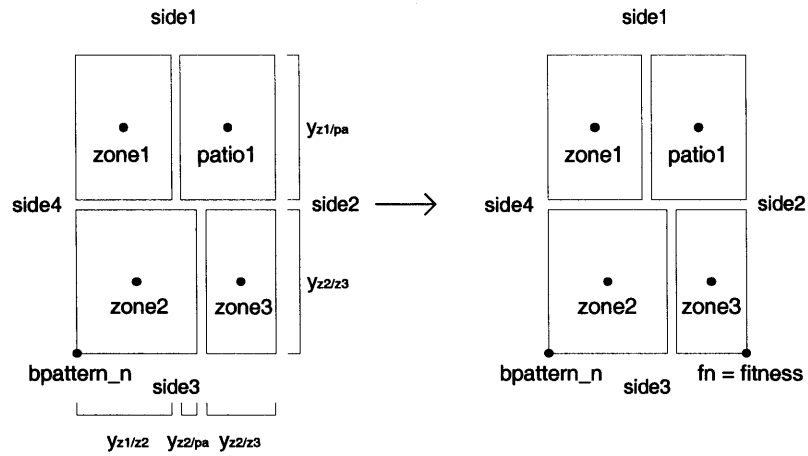 side1
side1
yz1/pa
zone1
patio1
zone1
patio1
side4
side2
side4
side2
yz2/z3
zone2
zone3
zone2
zone3
bpattern_n
bpattern_n
fn = fitness
side3
side3
yz1/z2
yz2/pa
yz2/z3